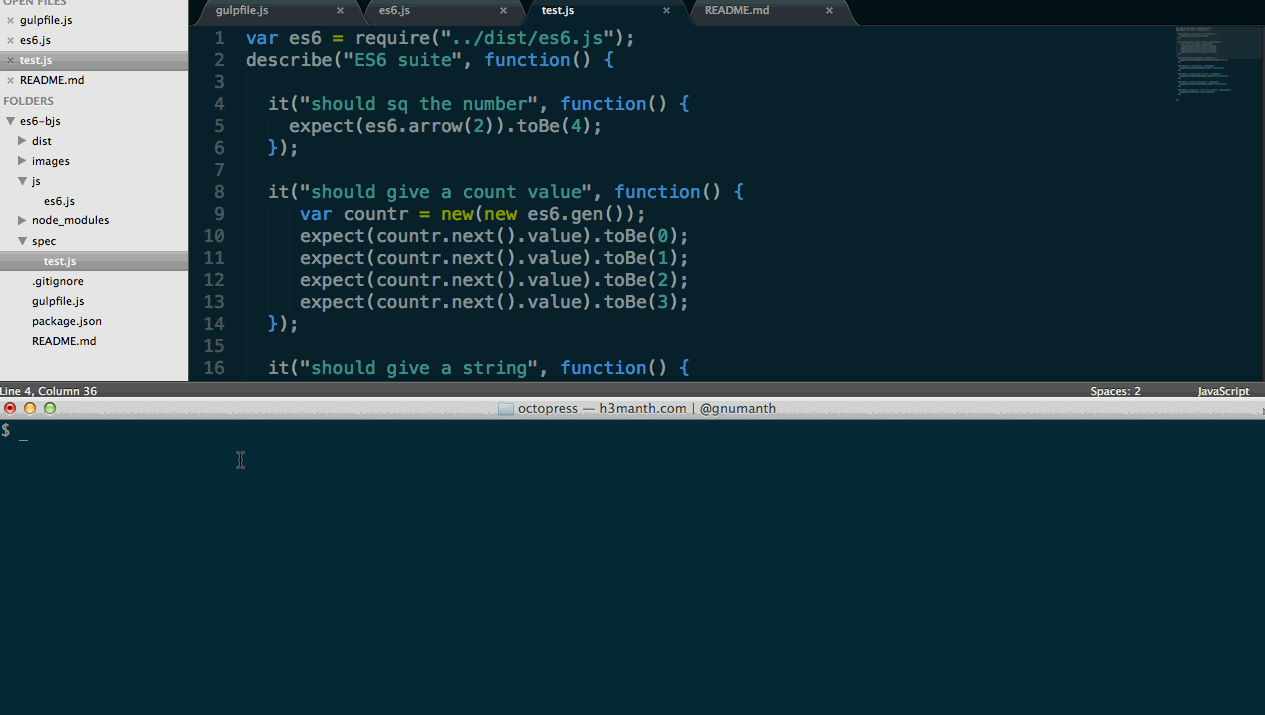 OPEN FILES
gulpfile.js
es6.js
test.js
README.md
FOLDERS
es6-bjs
dist
images
js
es6.js
node_modules
spec
test.js
.gitignore
gulpfile.js
package.json
README.md
gulpfile.js × es6.js × test.js × README.md ×
1 var es6 = require("../dist/es6.js");
2 describe("ES6 suite", function() {
3
4 it("should sq the number", function() {
5 expect(es6.arrow(2)).toBe(4);
6 });
7
8 it("should give a count value", function() {
9 var countr = new(new es6.gen());
10 expect(countr.next().value).toBe(0);
11 expect(countr.next().value).toBe(1);
12 expect(countr.next().value).toBe(2);
13 expect(countr.next().value).toBe(3);
14 });
15
16 it("should give a string", function() {
Line 4, Column 36 Spaces: 2 JavaScript
octopress — h3manth.com | @gnumanth
$ _